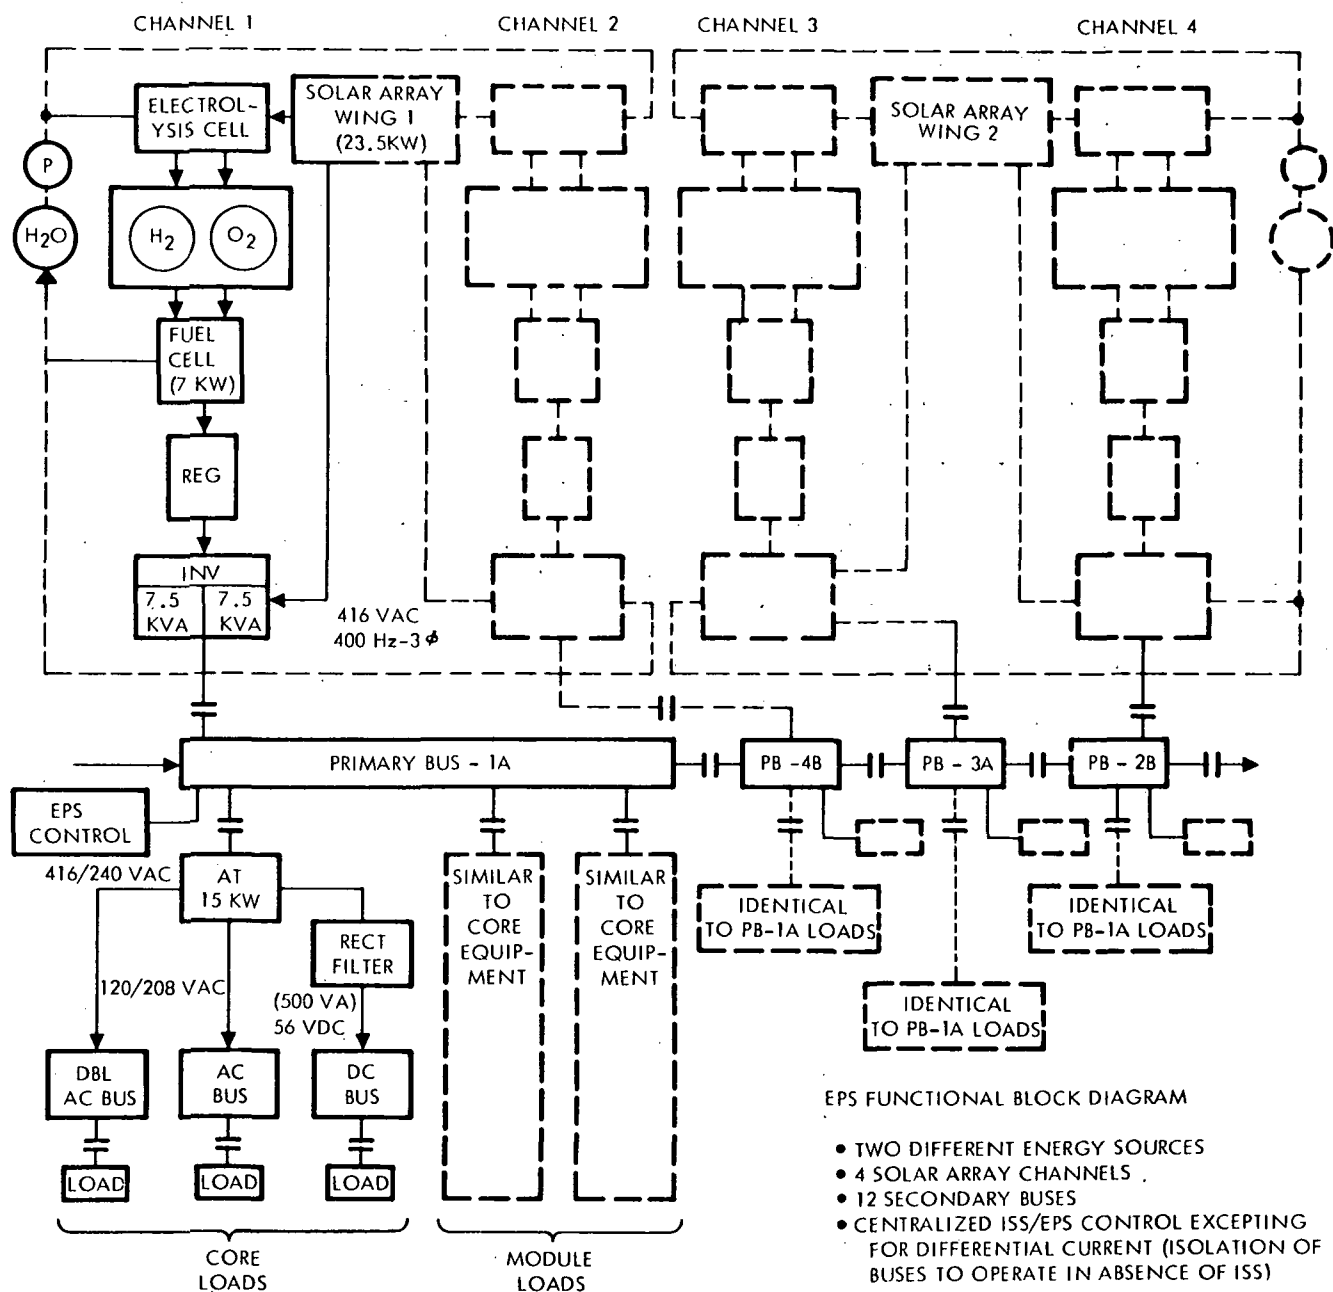 CHANNEL 1
CHANNEL 2
CHANNEL 3
CHANNEL 4
ELECTROL-
YSIS CELL
SOLAR ARRAY
WING 1
(23.5KW)
SOLAR ARRAY
WING 2
P
H2O
H2
O2
FUEL
CELL
(7 KW)
REG
INV
7.5
KVA
7.5
KVA
416 VAC
400 Hz-3 φ
PRIMARY BUS - 1A
PB -4B
PB - 3A
PB - 2B
EPS
CONTROL
416/240 VAC
AT
15 KW
RECT
FILTER
120/208 VAC
(500 VA)
56 VDC
DBL
AC BUS
AC
BUS
DC
BUS
LOAD
LOAD
LOAD
CORE
LOADS
SIMILAR
TO
CORE
EQUIP-
MENT
SIMILAR
TO
CORE
EQUIP-
MENT
MODULE
LOADS
IDENTICAL
TO PB-1A LOADS
IDENTICAL
TO PB-1A LOADS
IDENTICAL
TO PB-1A LOADS
EPS FUNCTIONAL BLOCK DIAGRAM
• TWO DIFFERENT ENERGY SOURCES
• 4 SOLAR ARRAY CHANNELS
• 12 SECONDARY BUSES
• CENTRALIZED ISS/EPS CONTROL EXCEPTING
FOR DIFFERENTIAL CURRENT (ISOLATION OF
BUSES TO OPERATE IN ABSENCE OF ISS)